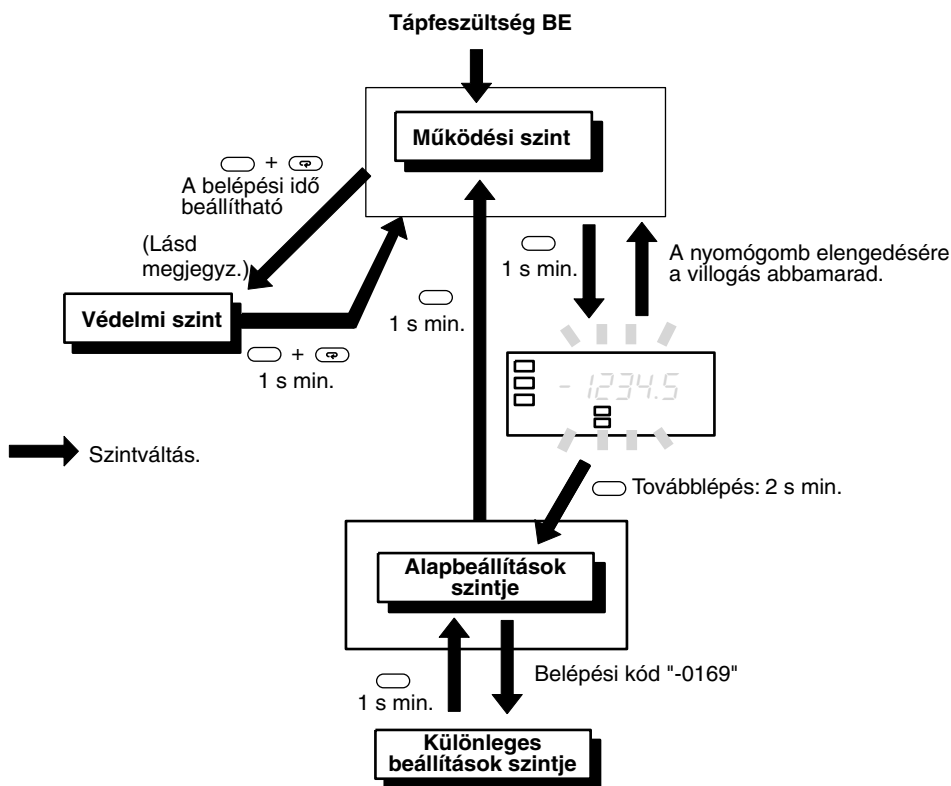 Tápfeszültség BE
Működési szint
+
A belépési idő
beállítható
(Lásd
megjegyz.)
Védelmi szint
+
1 s min.
1 s min.
1 s min.
A nyomógomb elengedésére
a villogás abbamarad.
-1234.5
Szintváltás.
Továbblépés: 2 s min.
Alapbeállítások
szintje
1 s min.
Belépési kód "-0169"
Különleges
beállítások szintje